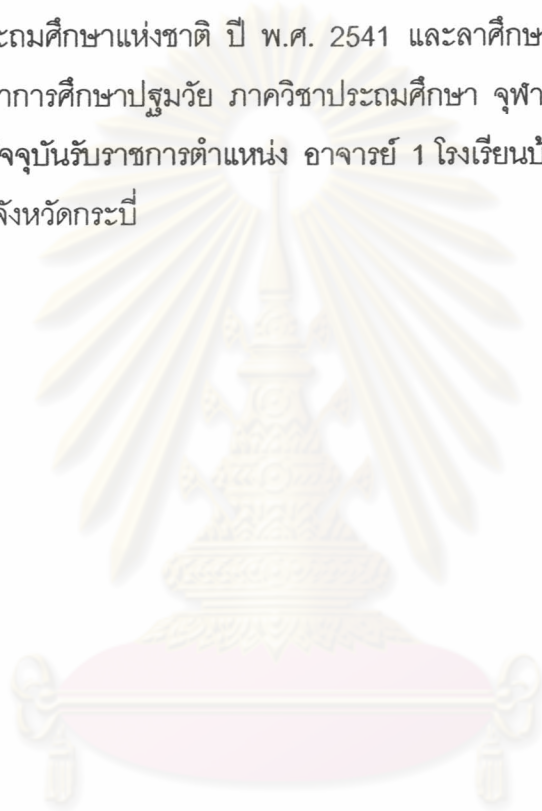 ะถมศึกษาแห่งชาติ ปี พ.ศ. 2541 และลาศึกษ
าการศึกษาปฐมวัย ภาควิชาประถมศึกษา จุฬา
จจุบันรับราชการตำแหน่ง อาจารย์ 1 โรงเรียนบ้
จังหวัดกระบี่